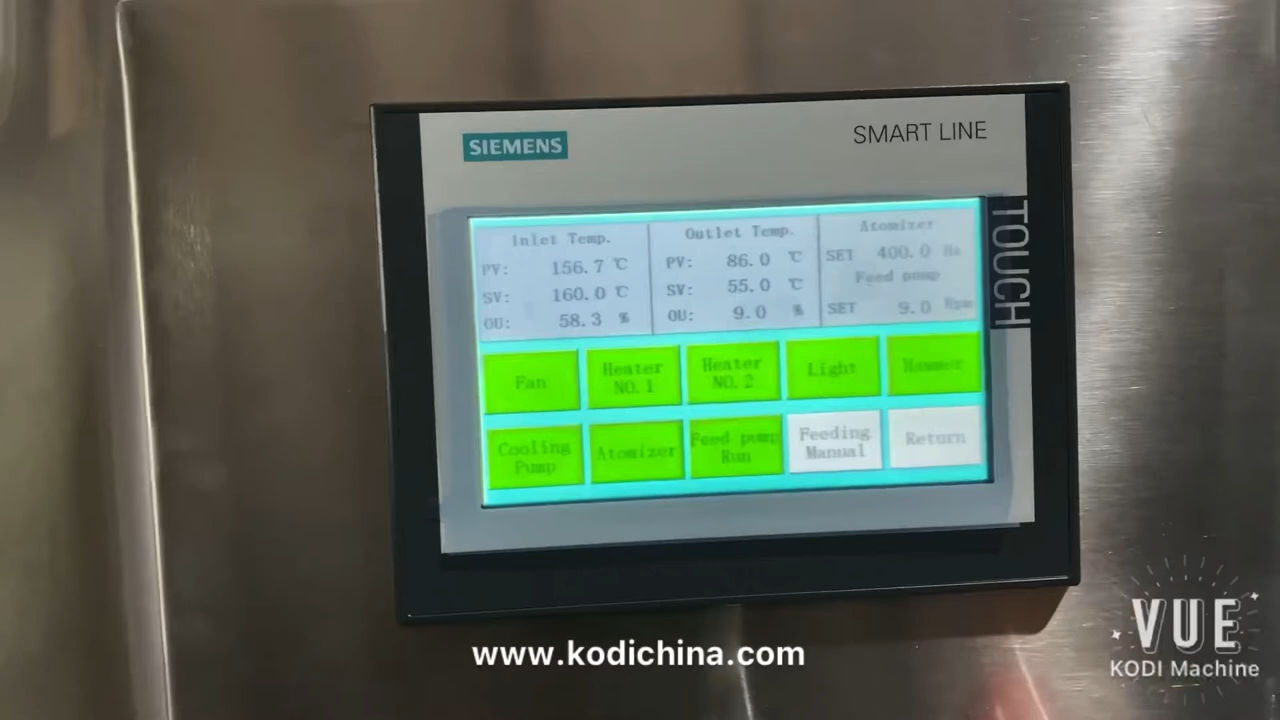 SIEMENS
SMART LINE
TOUCH
Inlet Temp.
PV: 156.7 ℃
SV: 160.0 ℃
OU: 58.3 %
Outlet Temp.
PV: 86.0 ℃
SV: 55.0 ℃
OU: 9.0 %
Atomizer
SET 400.0 Hz
Feed pump
SET 9.0 Rpm
Fan
Heater
NO.1
Heater
NO.2
Light
Hammer
Cooling
Pump
Atomizer
Feed pump
Run
Feeding
Manual
Return
www.kodichina.com
VUE
KODI Machine